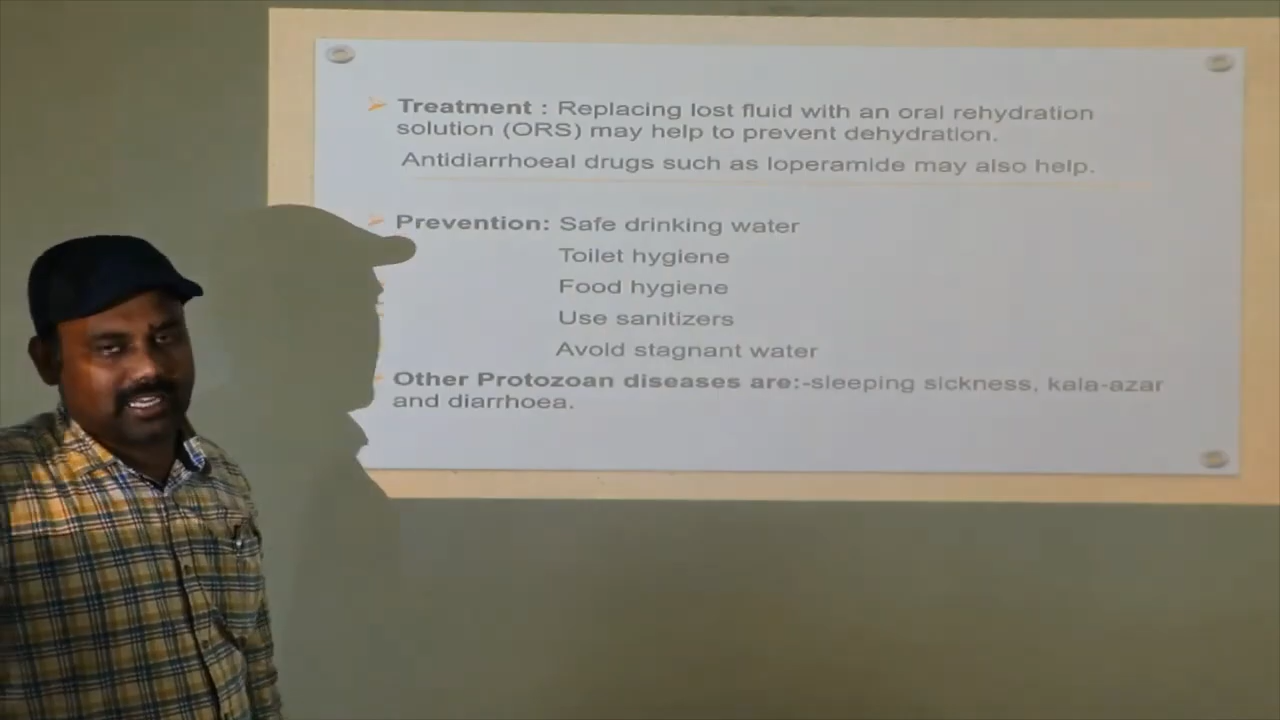 Treatment : Replacing lost fluid with an oral rehydration
solution (ORS) may help to prevent dehydration.
Antidiarrhoeal drugs such as loperamide may also help.
Prevention: Safe drinking water
Toilet hygiene
Food hygiene
Use sanitizers
Avoid stagnant water
Other Protozoan diseases are:-sleeping sickness, kala-azar
and diarrhoea.